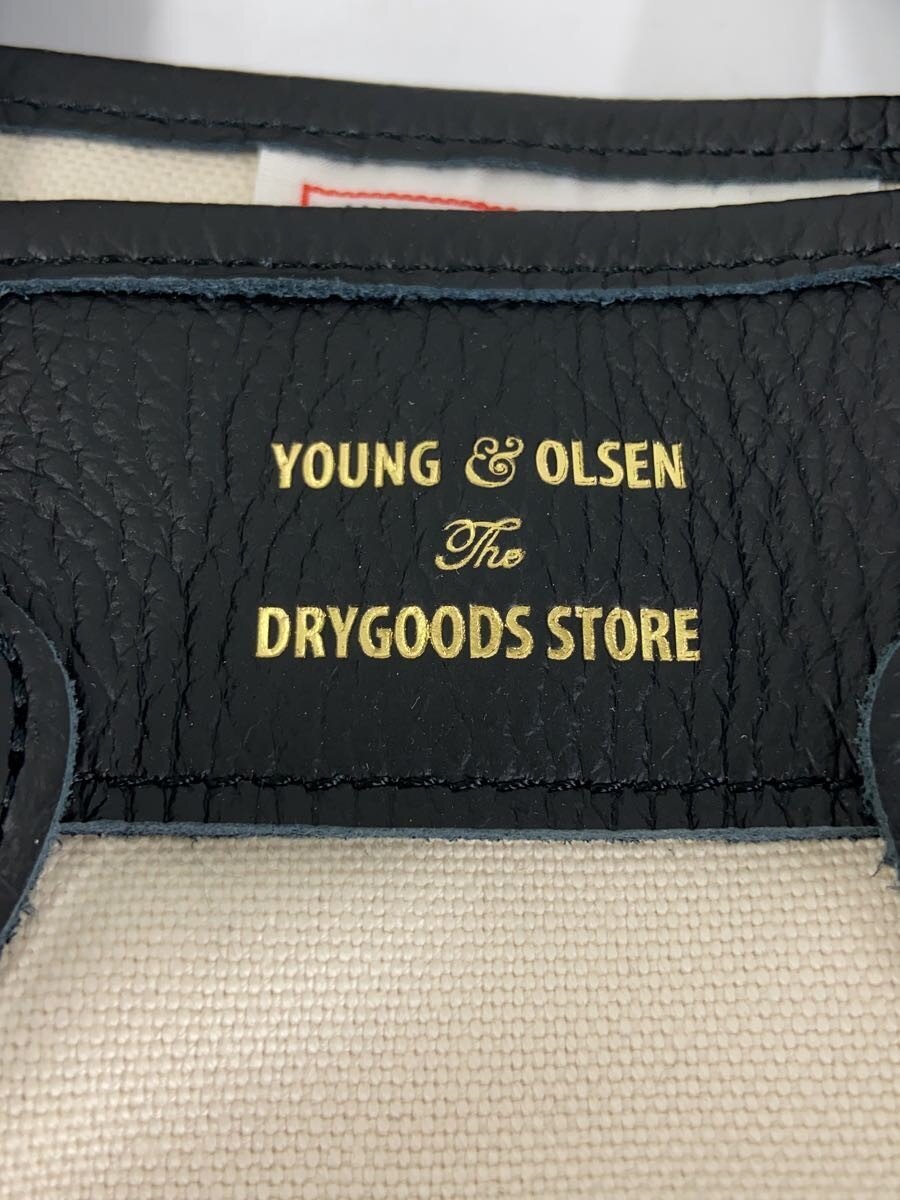 YOUNG & OLSEN
The
DRYGOODS STORE